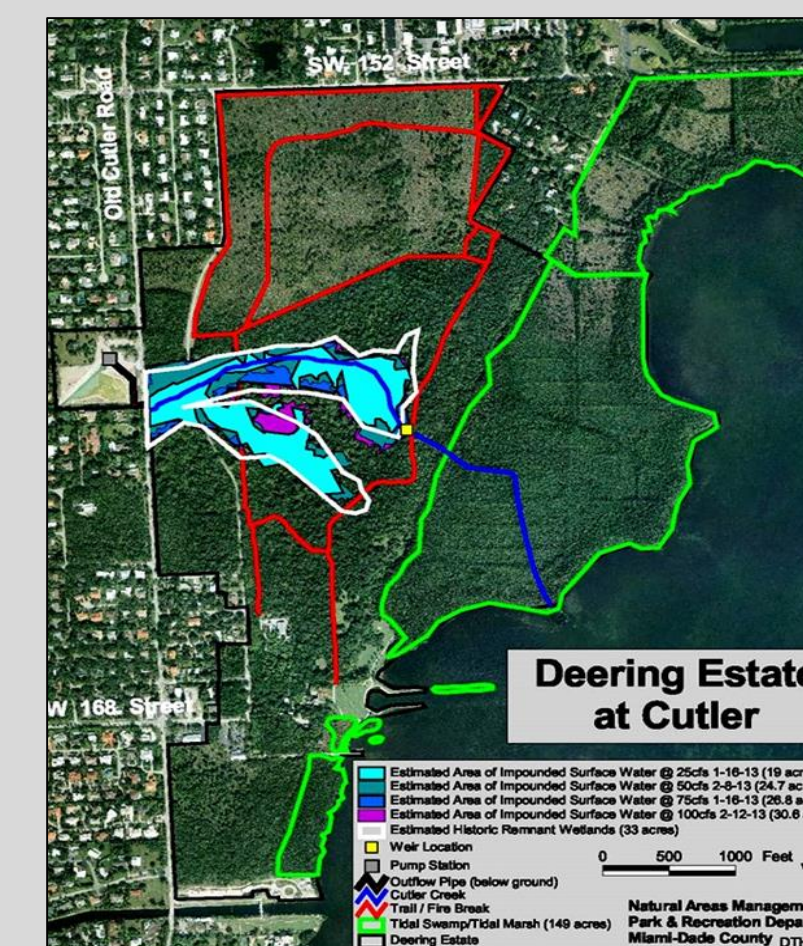 SW. 152 Street
Old Cutler Road
W 168 Street
Deering Estate
at Cutler
Estimated Area of Impounded Surface Water @ 25cfs 1-16-13 (19 acr
Estimated Area of Impounded Surface Water @ 50cfs 2-8-13 (24.7 ac
Estimated Area of Impounded Surface Water @ 75cfs 1-16-13 (26.8 a
Estimated Area of Impounded Surface Water @ 100cfs 2-12-13 (30.6
Estimated Historic Remnant Wetlands (33 acres)
Weir Location
Pump Station
Outflow Pipe (below ground)
Cutler Creek
Trail / Fire Break
Tidal Swamp/Tidal Marsh (149 acres)
Deering Estate
0 500 1000 Feet
Natural Areas Managem
Park & Recreation Depa
Miami-Dade County